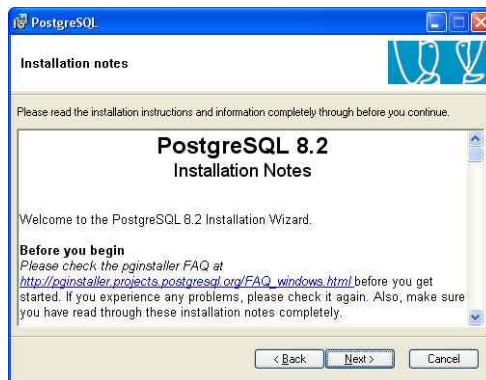 PostgreSQL
Installation notes
Please read the installation instructions and information completely through before you continue.
PostgreSQL 8.2
Installation Notes
Welcome to the PostgreSQL 8.2 Installation Wizard.
Before you begin
Please check the pginstaller FAQ at
http://pginstaller.projects.postgresql.org/FAQ_windows.html before you get
started. If you experience any problems, please check it again. Also, make sure
you have read through these installation notes completely.
< Back Next > Cancel